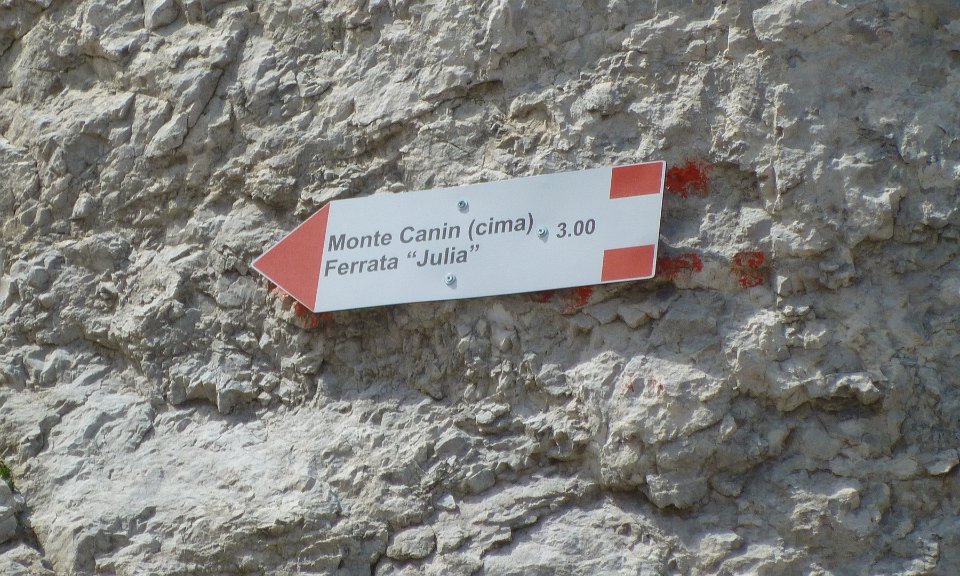 Monte Canin (cima) 3.00
Ferrata “Julia”